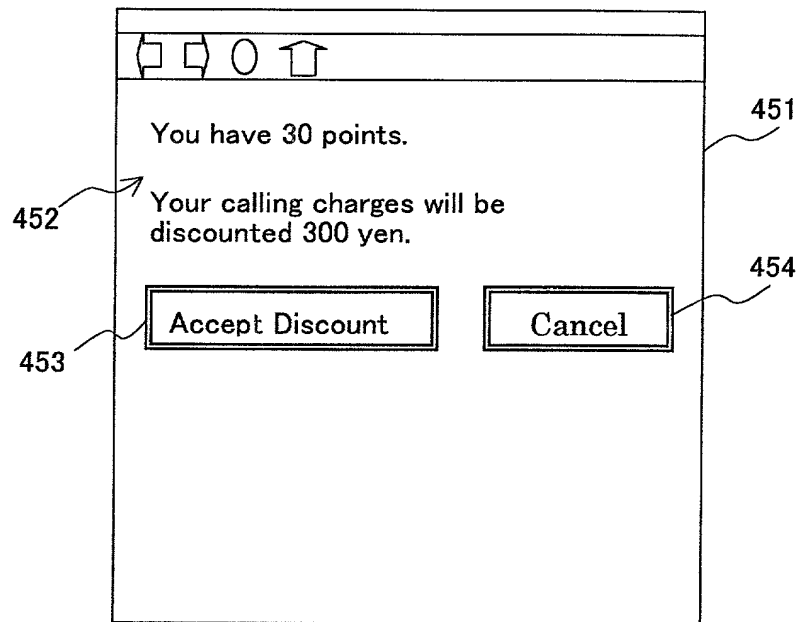 You have 30 points.
451
452
Your calling charges will be
discounted 300 yen.
454
Accept Discount
Cancel
453